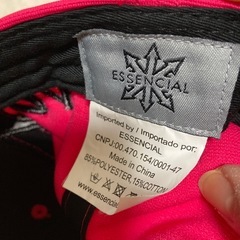 ESSENCIAL
Imported by / Importado por:
ESSENCIAL
CNPJ:00.470.154/0001-47
Made in China
85%POLYESTER,15%COTTON
www.essencial